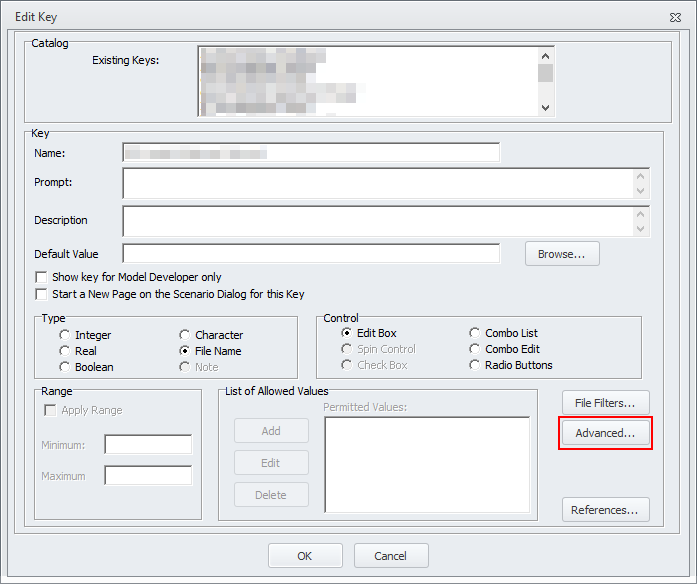 Edit Key
Catalog
Existing Keys:
Key
Name:
Prompt:
Description
Default Value
Browse...
Show key for Model Developer only
Start a New Page on the Scenario Dialog for this Key
Type
Integer
Character
Real
File Name
Boolean
Note
Control
Edit Box
Combo List
Spin Control
Combo Edit
Check Box
Radio Buttons
Range
Apply Range
Minimum:
Maximum
List of Allowed Values
Permitted Values:
Add
Edit
Delete
File Filters...
Advanced...
References...
OK
Cancel